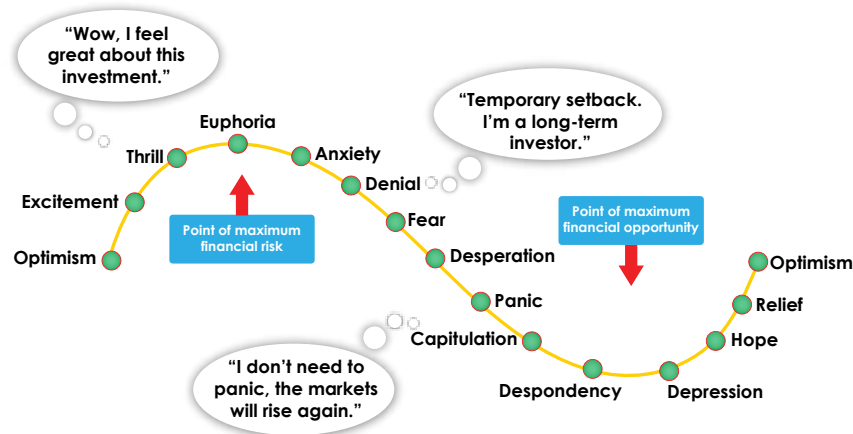 “Wow, I feel
great about this
investment.”
Euphoria
Thrill
Anxiety
“Temporary setback.
I’m a long-term
investor.”
Denial
Excitement
Fear
Point of maximum
financial risk
Point of maximum
financial opportunity
Optimism
Desperation
Optimism
Panic
Relief
Capitulation
Hope
“I don’t need to
panic, the markets
will rise again.”
Despondency
Depression